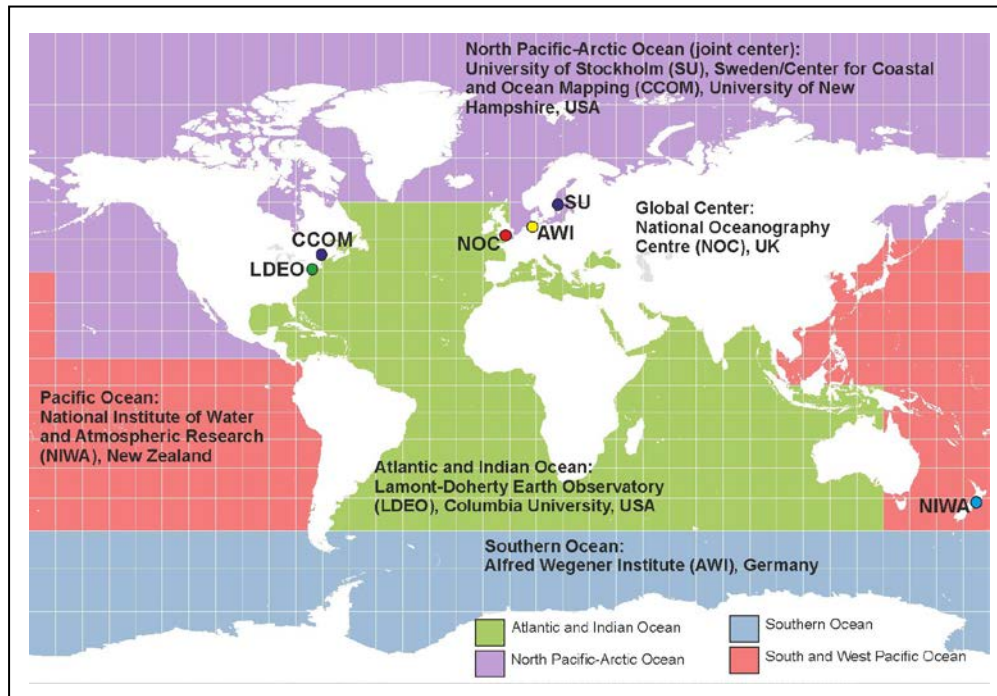 North Pacific-Arctic Ocean (joint center):
University of Stockholm (SU), Sweden/Center for Coastal
and Ocean Mapping (CCOM), University of New
Hampshire, USA
SU
Global Center:
National Oceanography
Centre (NOC), UK
AWI
NOC
CCOM
LDEO
Pacific Ocean:
National Institute of Water
and Atmospheric Research
(NIWA), New Zealand
Atlantic and Indian Ocean:
Lamont-Doherty Earth Observatory
(LDEO), Columbia University, USA
NIWA
Southern Ocean:
Alfred Wegener Institute (AWI), Germany
Atlantic and Indian Ocean
Southern Ocean
North Pacific-Arctic Ocean
South and West Pacific Ocean